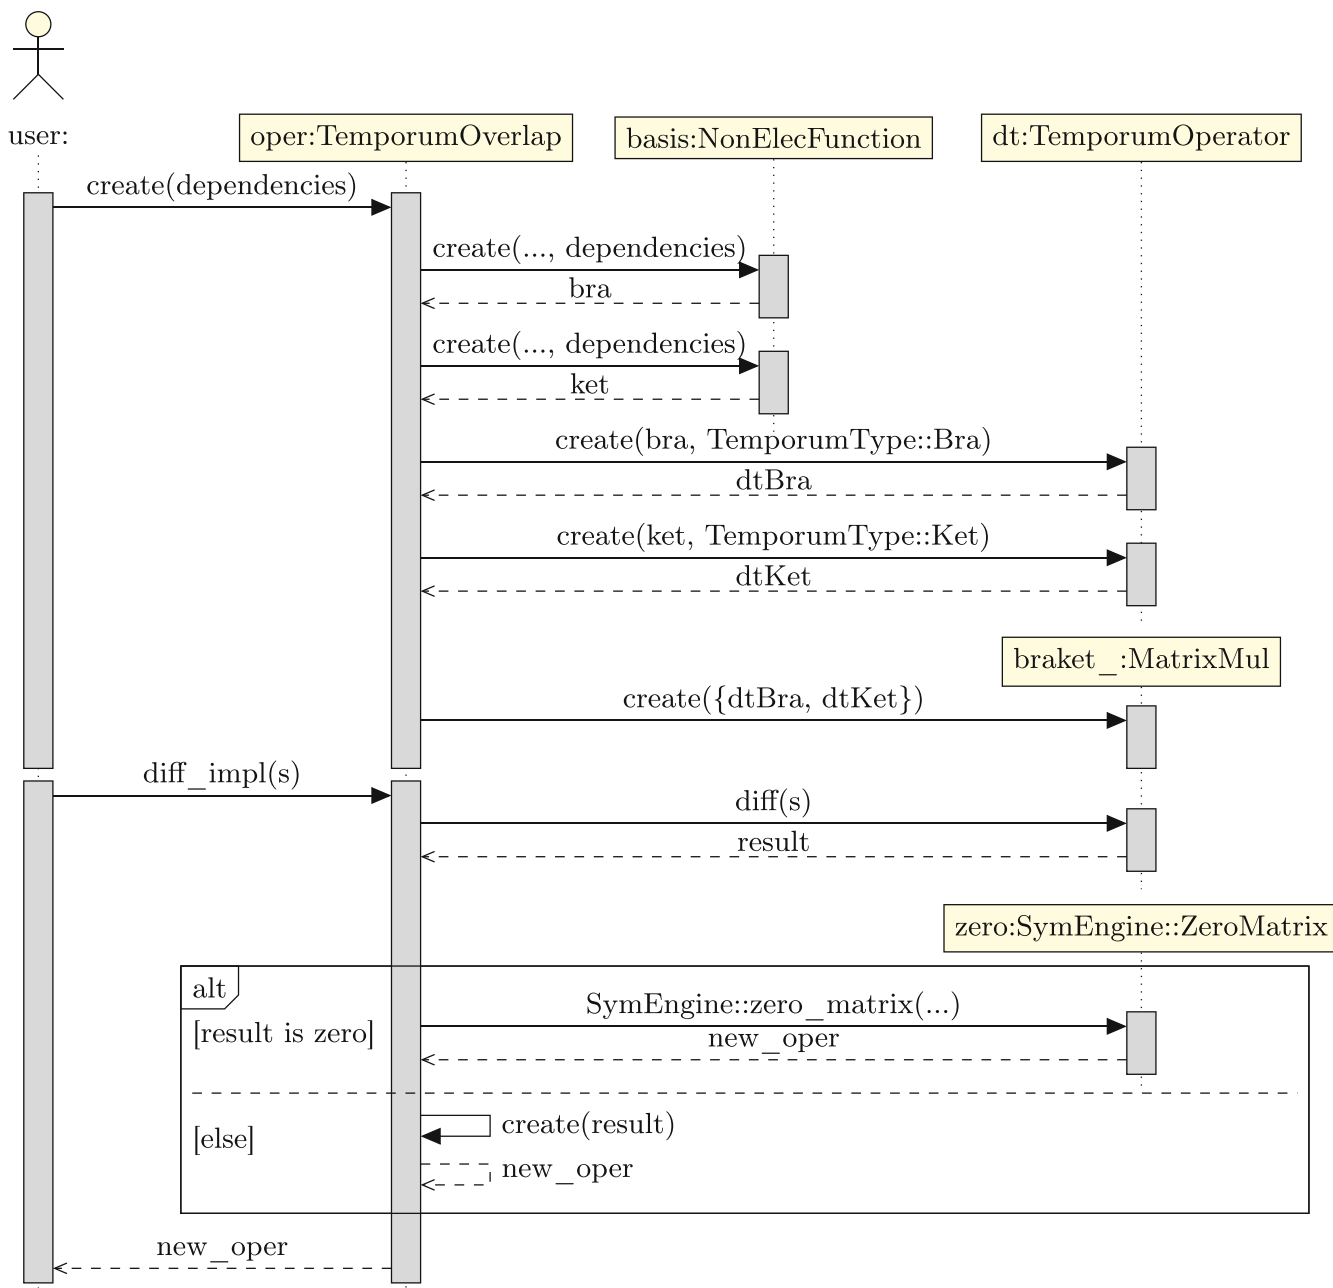 user:
oper:TemporumOverlap
basis:NonElecFunction
dt:TemporumOperator
create(dependencies)
create(..., dependencies)
bra
create(..., dependencies)
ket
create(bra, TemporumType::Bra)
dtBra
create(ket, TemporumType::Ket)
dtKet
braket_:MatrixMul
create({dtBra, dtKet})
diff_impl(s)
diff(s)
result
zero:SymEngine::ZeroMatrix
alt
SymEngine::zero_matrix(...)
[result is zero]
new_oper
create(result)
[else]
new_oper
new_oper